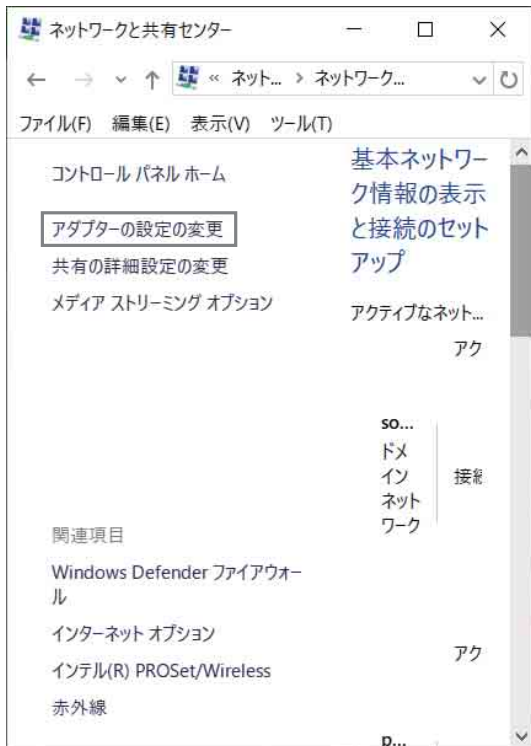 ネットワークと共有センター
« ネット... › ネットワーク...
ファイル(F) 編集(E) 表示(V) ツール(T)
コントロール パネル ホーム
アダプターの設定の変更
共有の詳細設定の変更
メディア ストリーミング オプション
基本ネットワー
ク情報の表示
と接続のセット
アップ
アクティブなネット...
アク
so...
ドメ
イン
ネット
ワーク
接続
アク
p...
関連項目
Windows Defender ファイアウォー
ル
インターネット オプション
インテル(R) PROSet/Wireless
赤外線